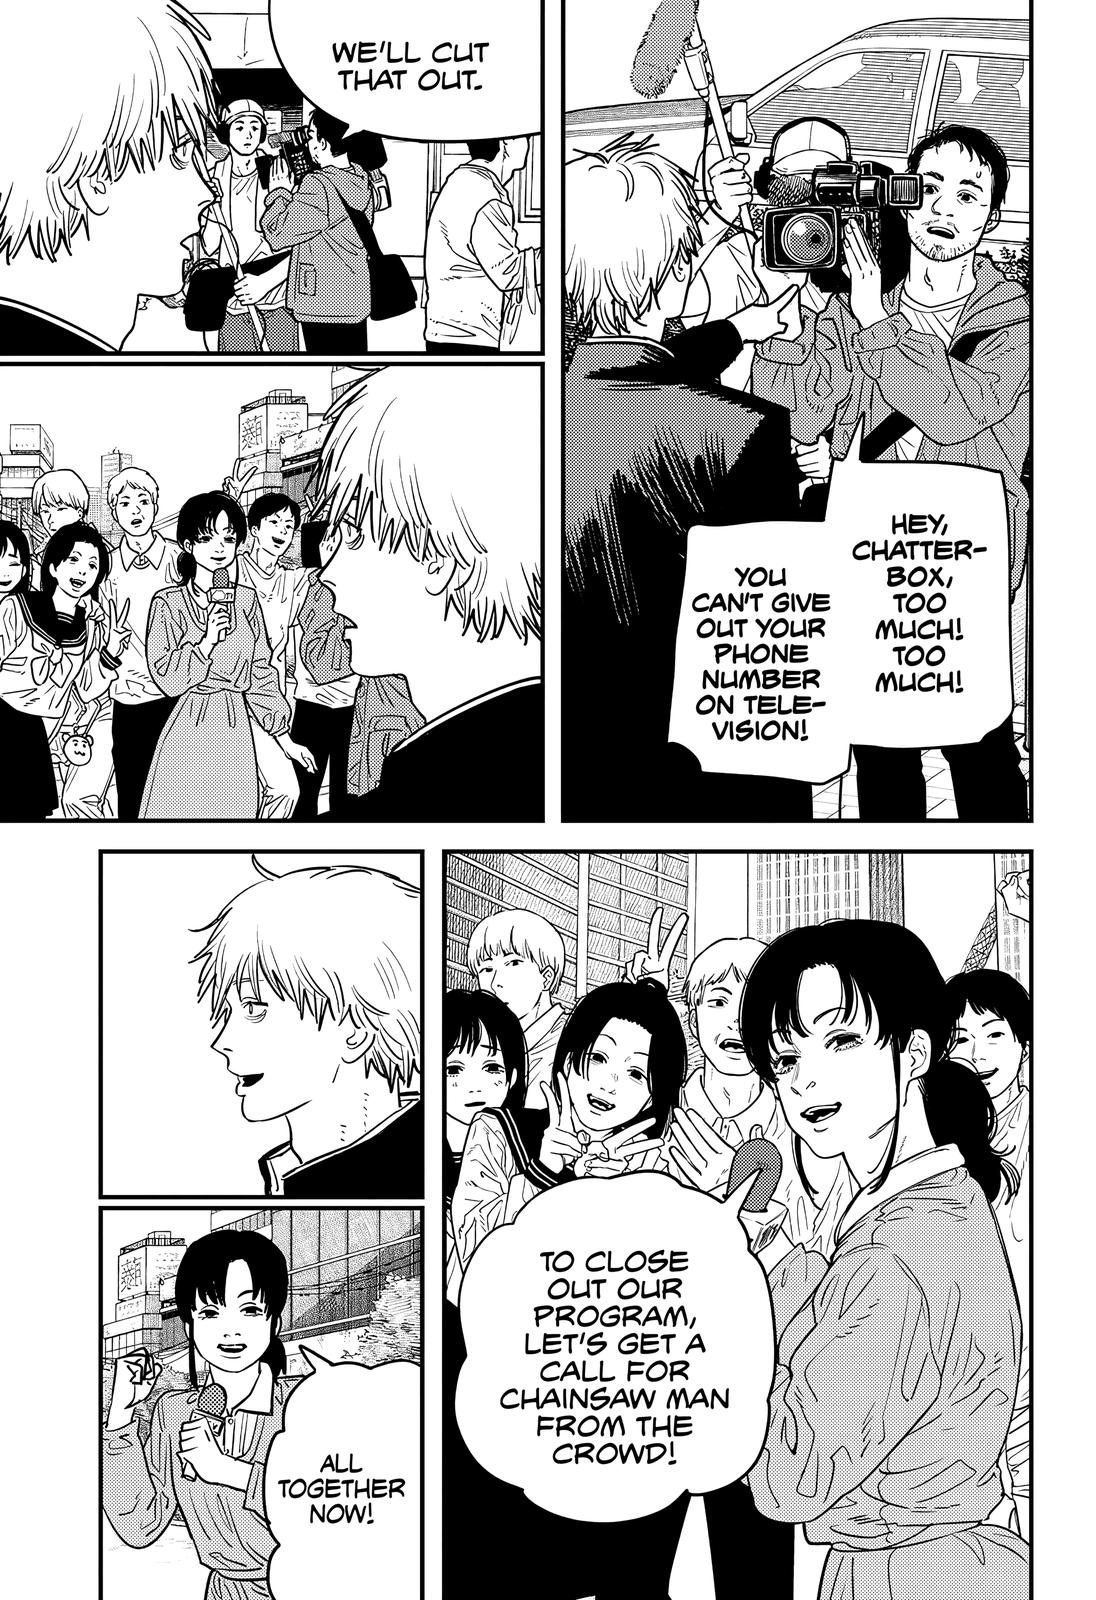 HEY,
CHATTER-
BOX,
TOO
MUCH!
TOO
MUCH!
YOU
CAN'T GIVE
OUT YOUR
PHONE
NUMBER
ON TELE-
VISION!
WE'LL CUT
THAT OUT.
TO CLOSE
OUT OUR
PROGRAM,
LET'S GET A
CALL FOR
CHAINSAW MAN
FROM THE
CROWD!
ALL
TOGETHER
NOW!